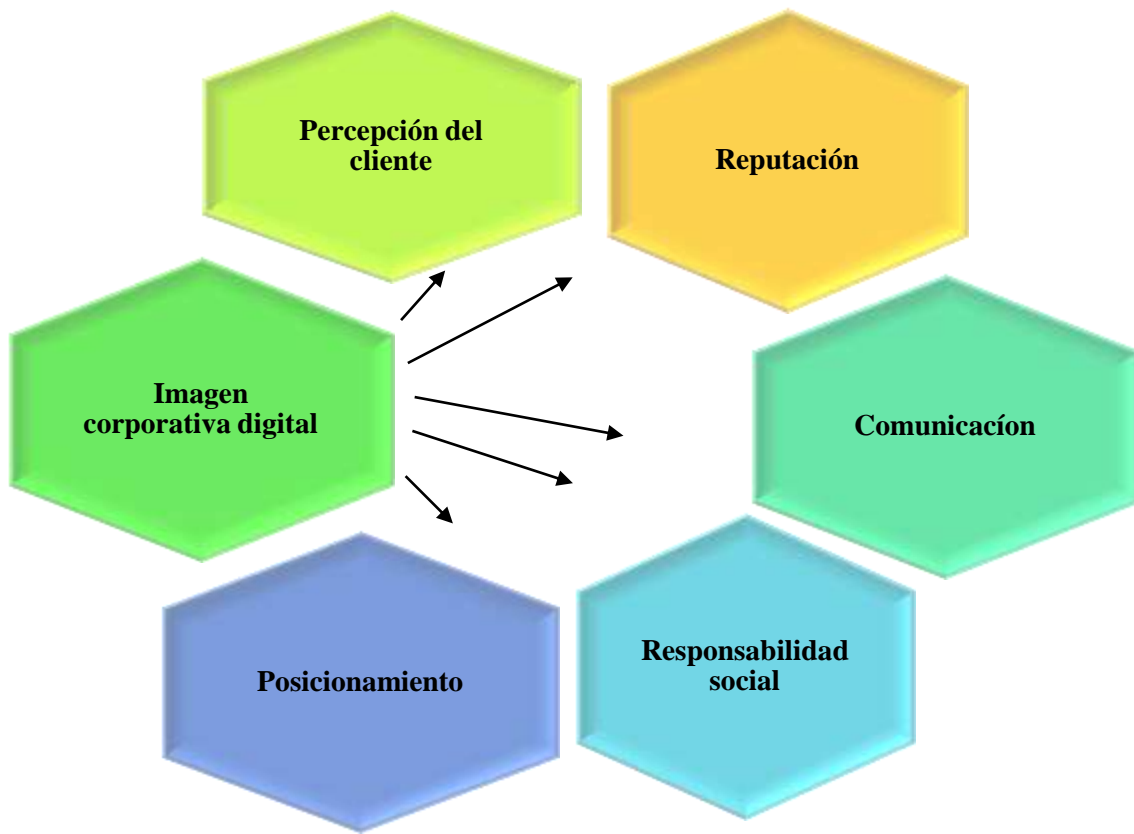 Percepción del
cliente
Reputación
Imagen
corporativa digital
Comunicacíon
Posicionamiento
Responsabilidad
social